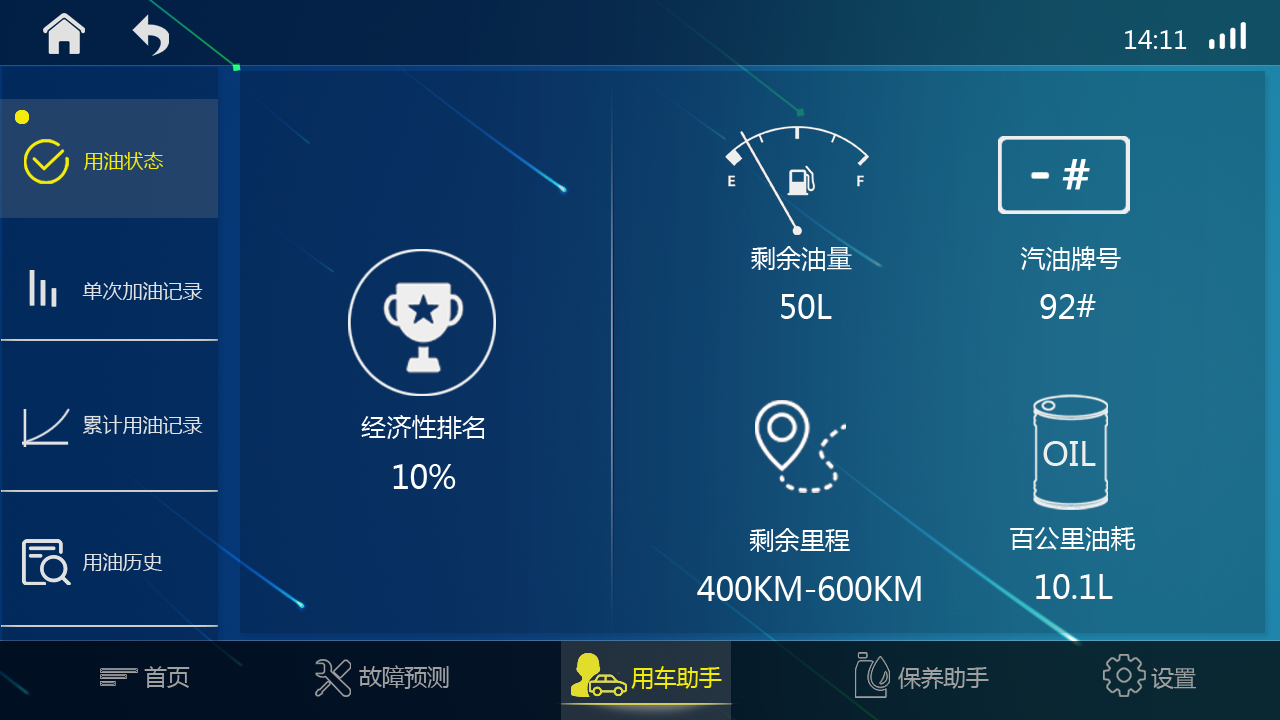 14:11
用油状态
单次加油记录
累计用油记录
用油历史
经济性排名
10%
E
F
剩余油量
50L
- #
汽油牌号
92#
剩余里程
400KM-600KM
OIL
百公里油耗
10.1L
首页
故障预测
用车助手
保养助手
设置